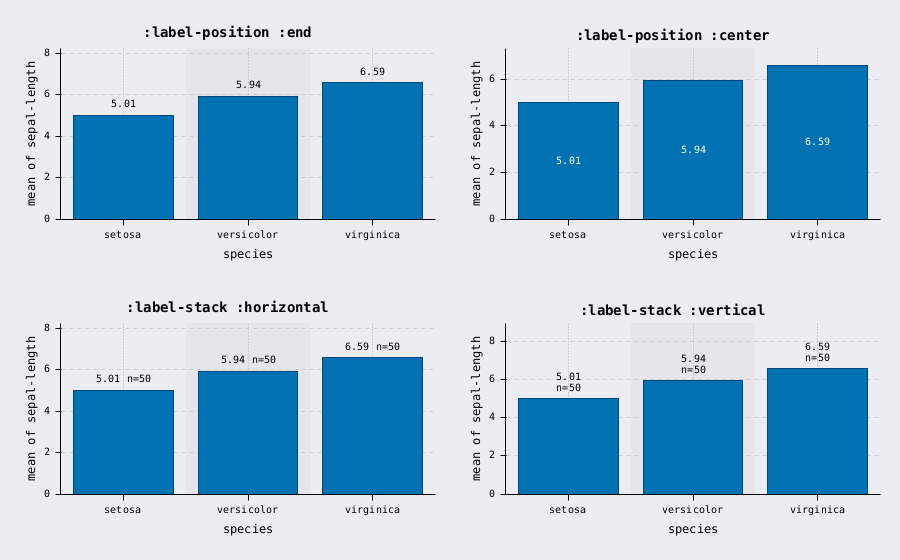 :label-position :end
mean of sepal-length
8
6
4
2
0
5.01
5.94
6.59
setosa versicolor virginica
species
:label-position :center
mean of sepal-length
6
4
2
0
5.01
5.94
6.59
setosa versicolor virginica
species
:label-stack :horizontal
mean of sepal-length
8
6
4
2
0
5.01 n=50
5.94 n=50
6.59 n=50
setosa versicolor virginica
species
:label-stack :vertical
mean of sepal-length
8
6
4
2
0
5.01
n=50
5.94
n=50
6.59
n=50
setosa versicolor virginica
species